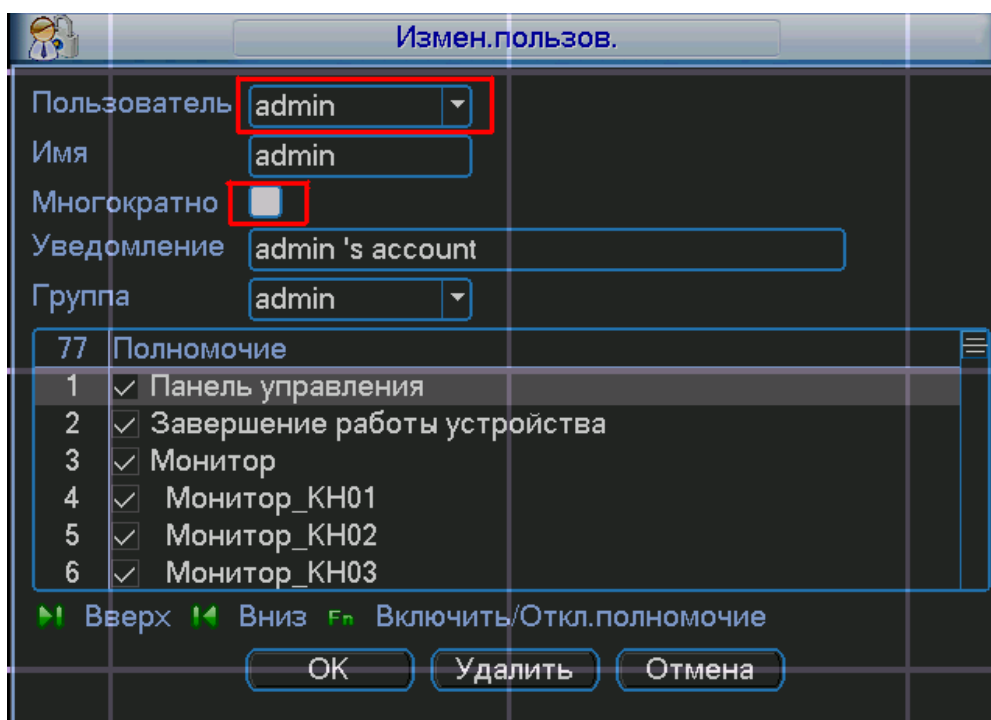 Измен.пользов.
Пользователь admin
Имя admin
Многократно
Уведомление admin 's account
Группа admin
77 Полномочие
1 Панель управления
2 Завершение работы устройства
3 Монитор
4 Монитор_КН01
5 Монитор_КН02
6 Монитор_КН03
Вверх Вниз Fn Включить/Откл.полномочие
OK Удалить Отмена